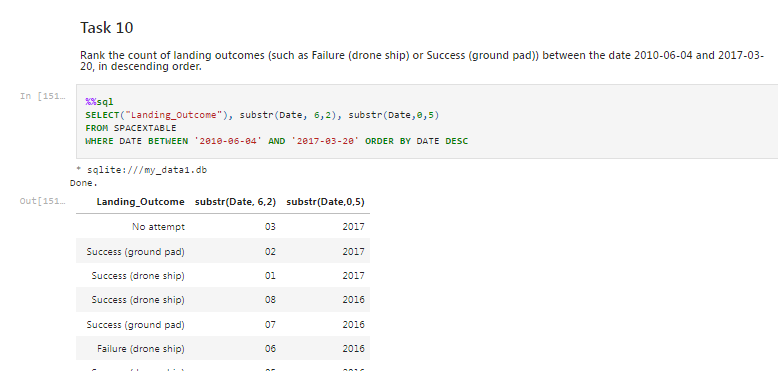 Task 10
Rank the count of landing outcomes (such as Failure (drone ship) or Success (ground pad)) between the date 2010-06-04 and 2017-03-
20, in descending order.
In [151…
%%sql
SELECT("Landing_Outcome"), substr(Date, 6,2), substr(Date,0,5)
FROM SPACEXTABLE
WHERE DATE BETWEEN '2010-06-04' AND '2017-03-20' ORDER BY DATE DESC
* sqlite:///my_data1.db
Done.
Out[151…
Landing_Outcome substr(Date, 6,2) substr(Date,0,5)
No attempt 03 2017
Success (ground pad) 02 2017
Success (drone ship) 01 2017
Success (drone ship) 08 2016
Success (ground pad) 07 2016
Failure (drone ship) 06 2016